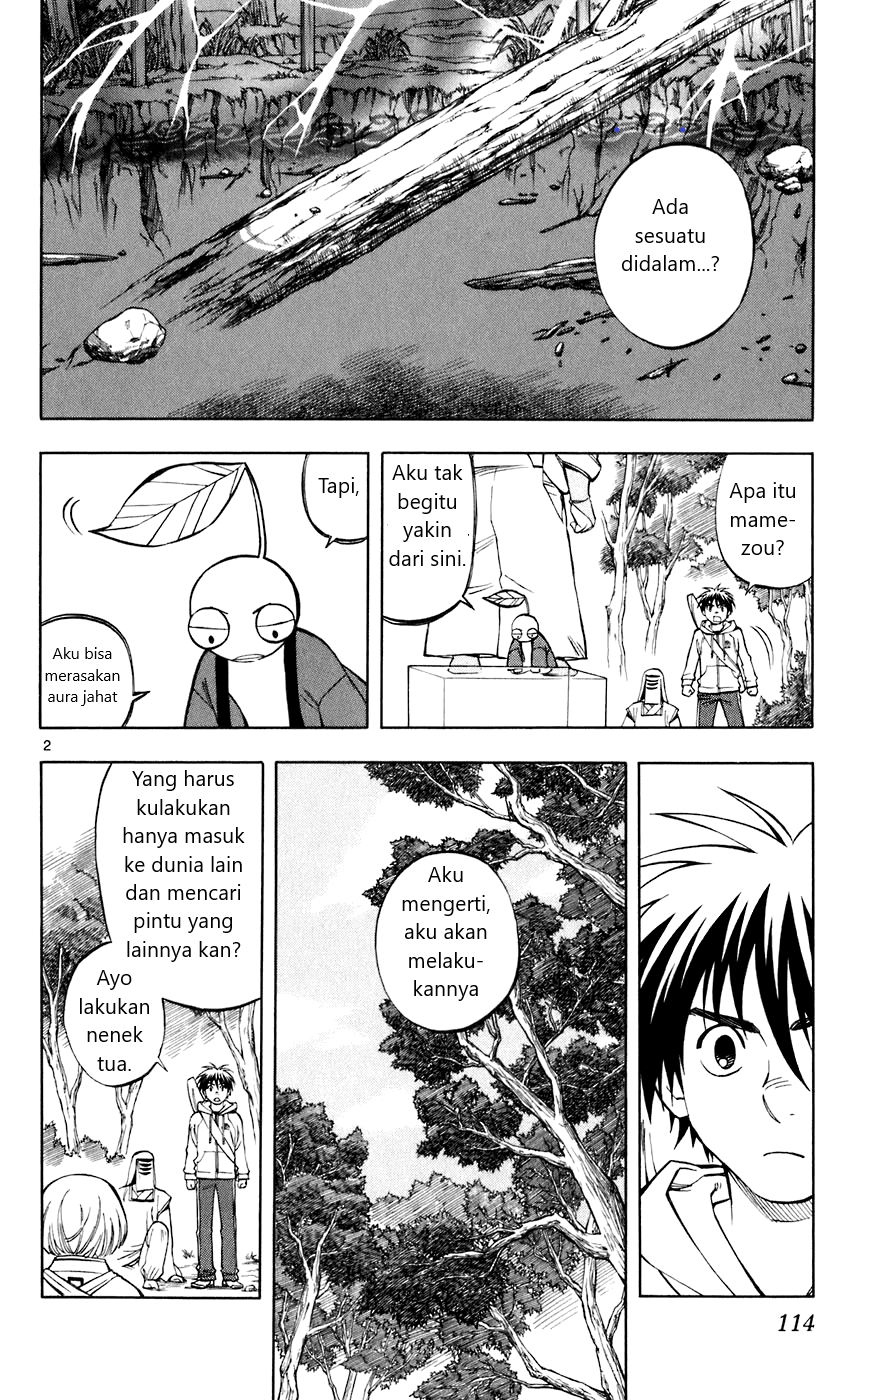 Ada
sesuatu
didalam...?
Apa itu
mame-
zou?
Aku tak
begitu
yakin
dari sini.
Tapi,
Aku bisa
merasakan
aura jahat
2
Aku
mengerti,
aku akan
melaku-
kannya
Yang harus
kulakukan
hanya masuk
ke dunia lain
dan mencari
pintu yang
lainnya kan?
Ayo
lakukan
nenek
tua.
114